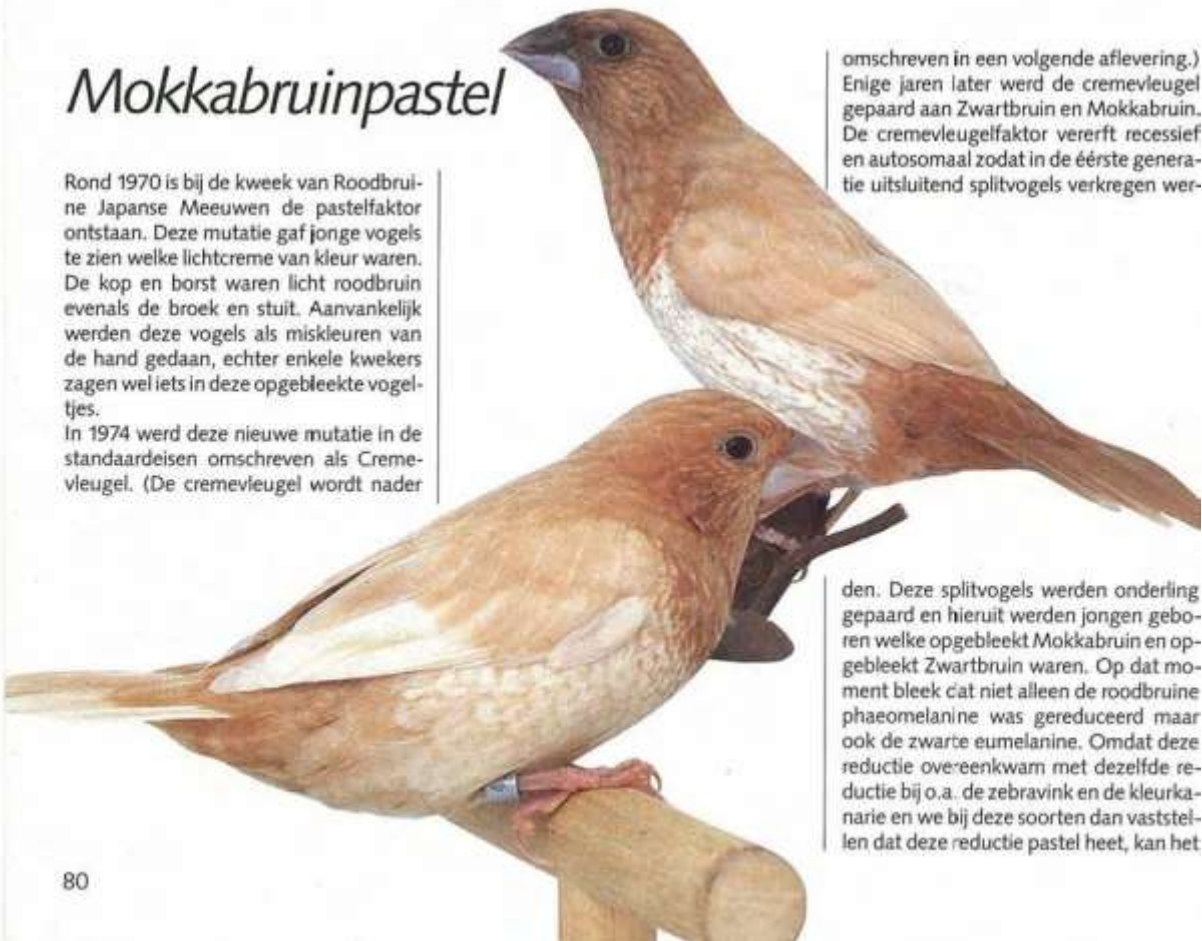 Mokkabruinpastel
Rond 1970 is bij de kweek van Roodbrui-
ne Japanse Meeuwen de pastelfaktor
ontstaan. Deze mutatie gaf jonge vogels
te zien welke lichtcreme van kleur waren.
De kop en borst waren licht roodbruin
evenals de broek en stuit. Aanvankelijk
werden deze vogels als miskleuren van
de hand gedaan, echter enkele kwekers
zagen wel iets in deze opgebleekte vogel-
tjes.
In 1974 werd deze nieuwe mutatie in de
standaardeisen omschreven als Creme-
vleugel. (De cremevleugel wordt nader
omschreven in een volgende aflevering.)
Enige jaren later werd de cremevleugel
gepaard aan Zwartbruin en Mokkabruin.
De cremevleugelfaktor vererft recessief
en autosomaal zodat in de éérste genera-
tie uitsluitend splitvogels verkregen wer-
den. Deze splitvogels werden onderling
gepaard en hieruit werden jongen gebo-
ren welke opgebleekt Mokkabruin en op-
gebleekt Zwartbruin waren. Op dat mo-
ment bleek dat niet alleen de roodbruine
phaeomelanine was gereduceerd maar
ook de zwarte eumelanine. Omdat deze
reductie overeenkwam met dezelfde re-
ductie bij o.a. de zebravink en de kleurka-
narie en we bij deze soorten dan vaststel-
len dat deze reductie pastel heet, kan het
80